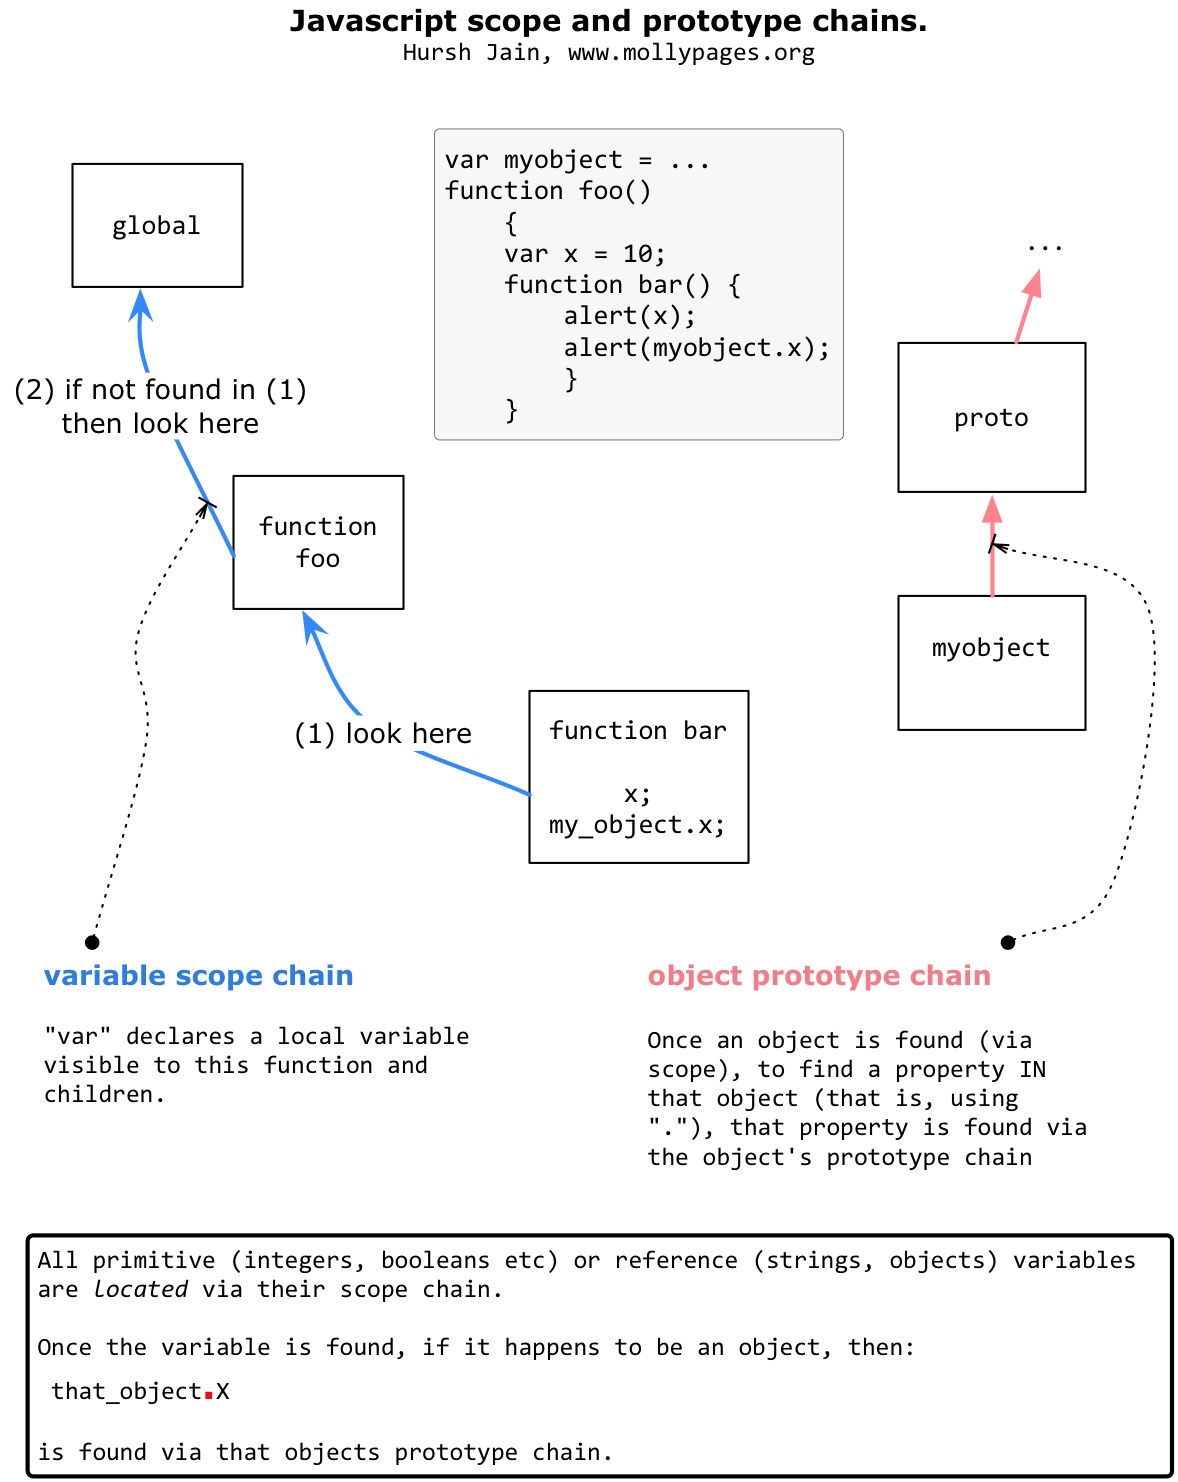 Javascript scope and prototype chains.
Hursh Jain, www.mollypages.org
var myobject = ...
function foo()
    {
    var x = 10;
    function bar() {
        alert(x);
        alert(myobject.x);
        }
    }
global
(2) if not found in (1)
then look here
function
foo
(1) look here
function bar
x;
my_object.x;
...
proto
myobject
variable scope chain
"var" declares a local variable
visible to this function and
children.
object prototype chain
Once an object is found (via
scope), to find a property IN
that object (that is, using
"."), that property is found via
the object's prototype chain
All primitive (integers, booleans etc) or reference (strings, objects) variables
are located via their scope chain.
Once the variable is found, if it happens to be an object, then:
that_object.X
is found via that objects prototype chain.